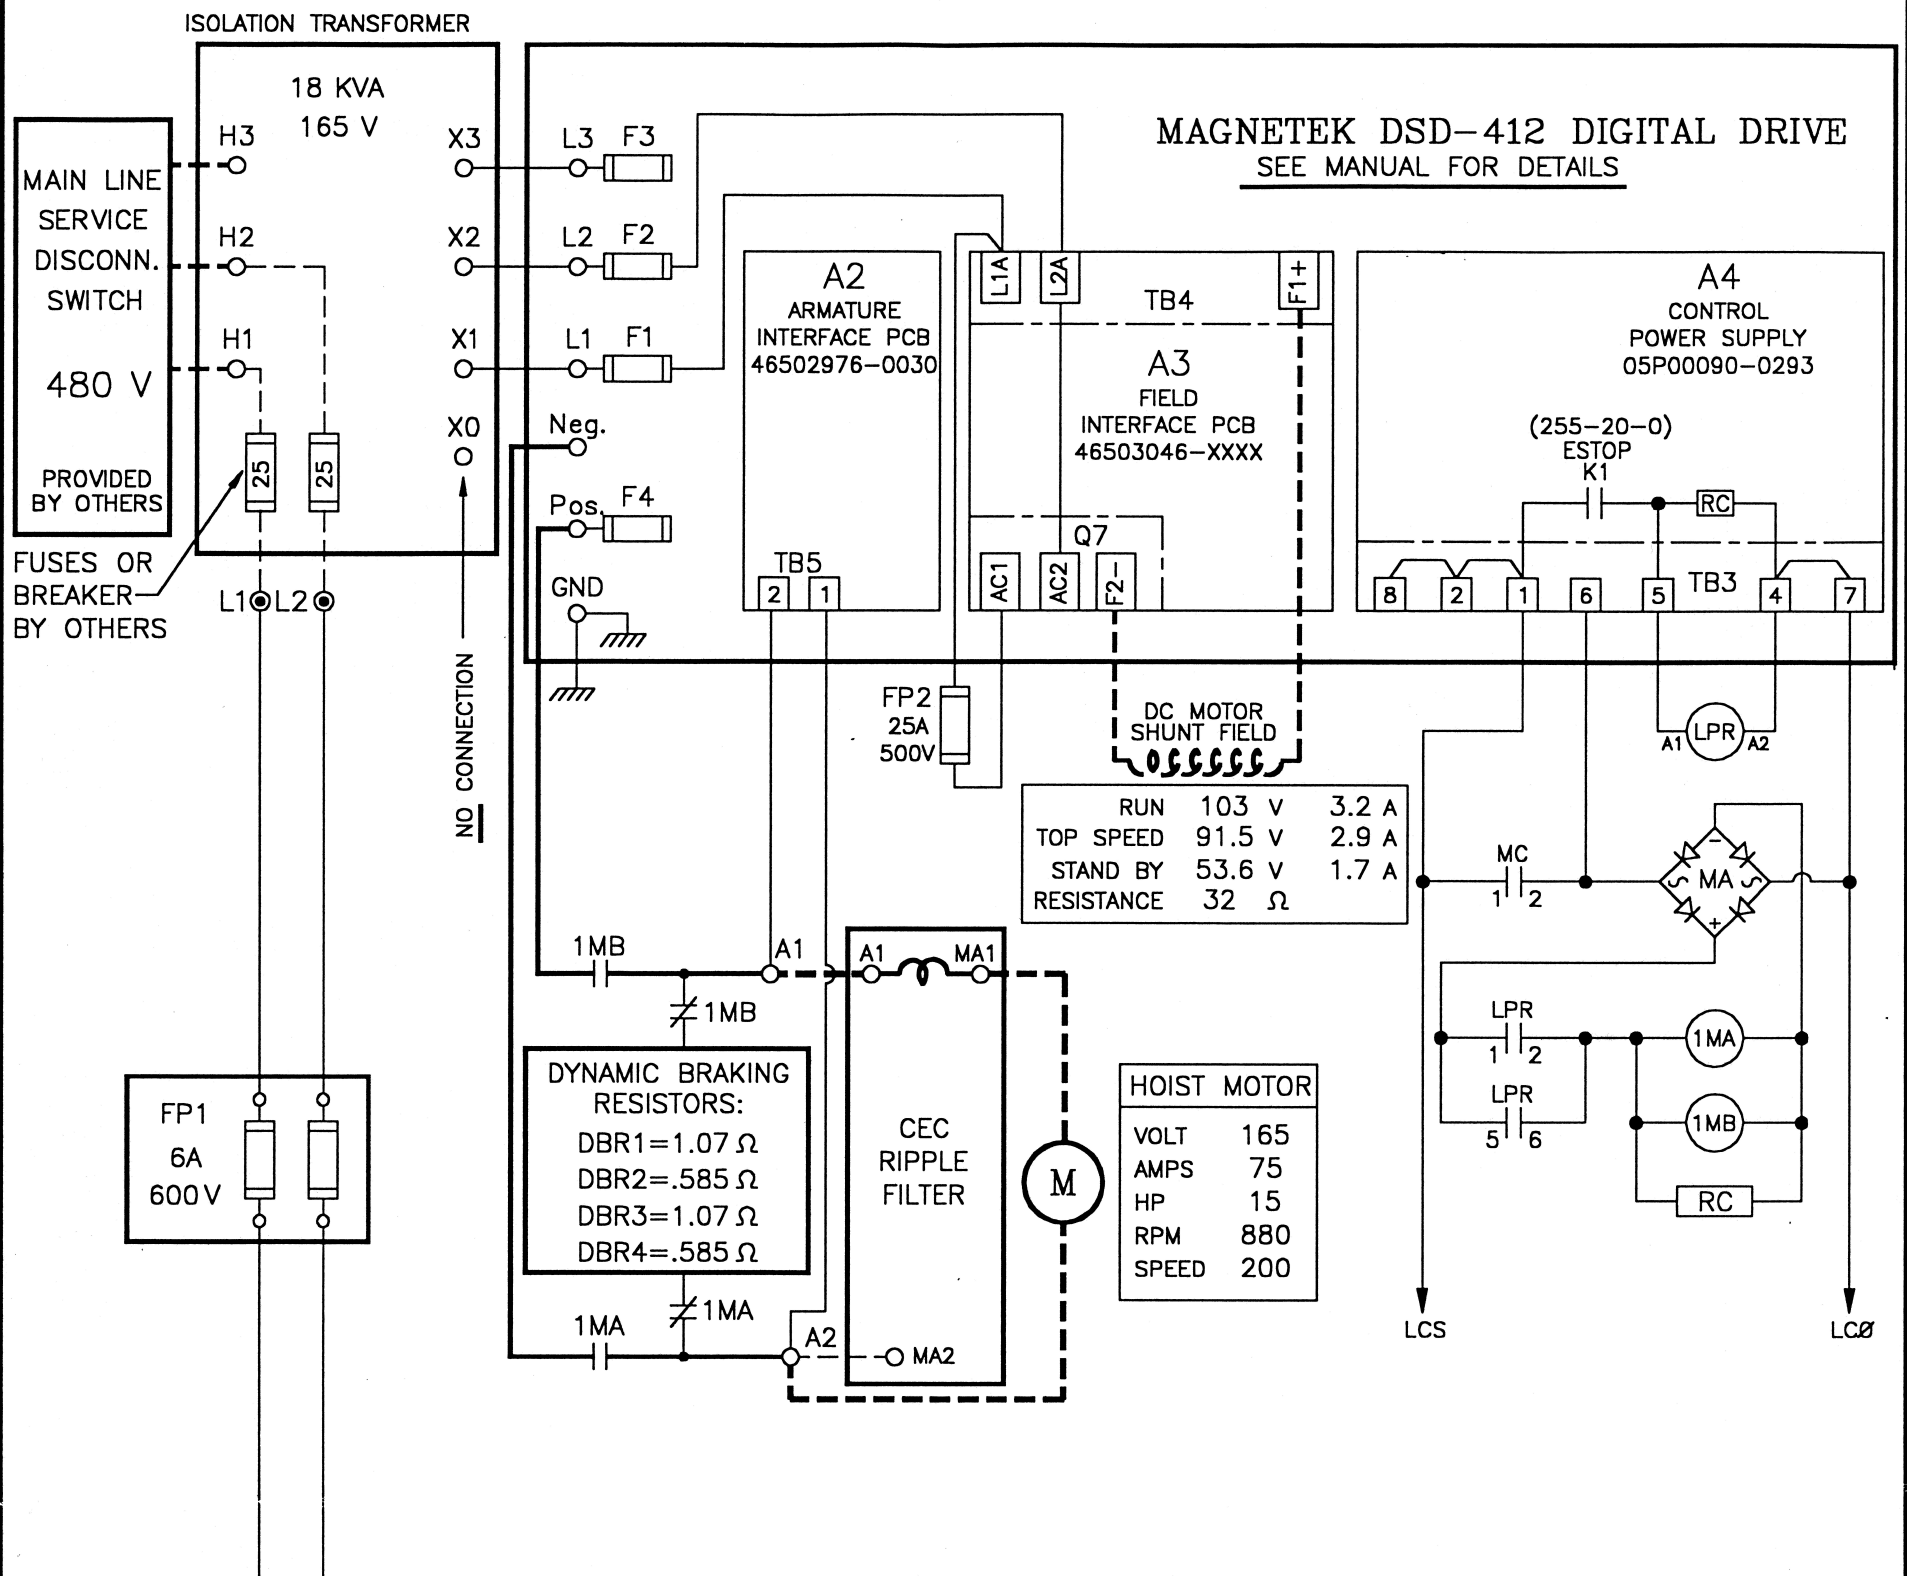 ISOLATION TRANSFORMER
18 KVA
165 V
H3
H2
H1
X3
X2
X1
X0
MAIN LINE
SERVICE
DISCONN.
SWITCH
480 V
PROVIDED
BY OTHERS
FUSES OR
BREAKER
BY OTHERS
25
25
L1
L2
NO CONNECTION
MAGNETEK DSD-412 DIGITAL DRIVE
SEE MANUAL FOR DETAILS
L3
F3
L2
F2
L1
F1
Neg.
Pos.
F4
GND
A2
ARMATURE
INTERFACE PCB
46502976-0030
TB5
2
1
L1A
L2A
F1+
TB4
A3
FIELD
INTERFACE PCB
46503046-XXXX
Q7
AC1
AC2
F2-
A4
CONTROL
POWER SUPPLY
05P00090-0293
(255-20-0)
ESTOP
K1
RC
TB3
8
2
1
6
5
4
7
FP2
25A
500V
DC MOTOR
SHUNT FIELD
RUN 103 V 3.2 A
TOP SPEED 91.5 V 2.9 A
STAND BY 53.6 V 1.7 A
RESISTANCE 32 Ω
A1
LPR
A2
MC
1 2
MA
-
+
LPR
1 2
LPR
5 6
1MA
1MB
RC
LCS
LCØ
1MB
A1
A1
MA1
1MB
DYNAMIC BRAKING
RESISTORS:
DBR1=1.07 Ω
DBR2=.585 Ω
DBR3=1.07 Ω
DBR4=.585 Ω
1MA
1MA
A2
MA2
CEC
RIPPLE
FILTER
M
HOIST MOTOR
VOLT 165
AMPS 75
HP 15
RPM 880
SPEED 200
FP1
6A
600V